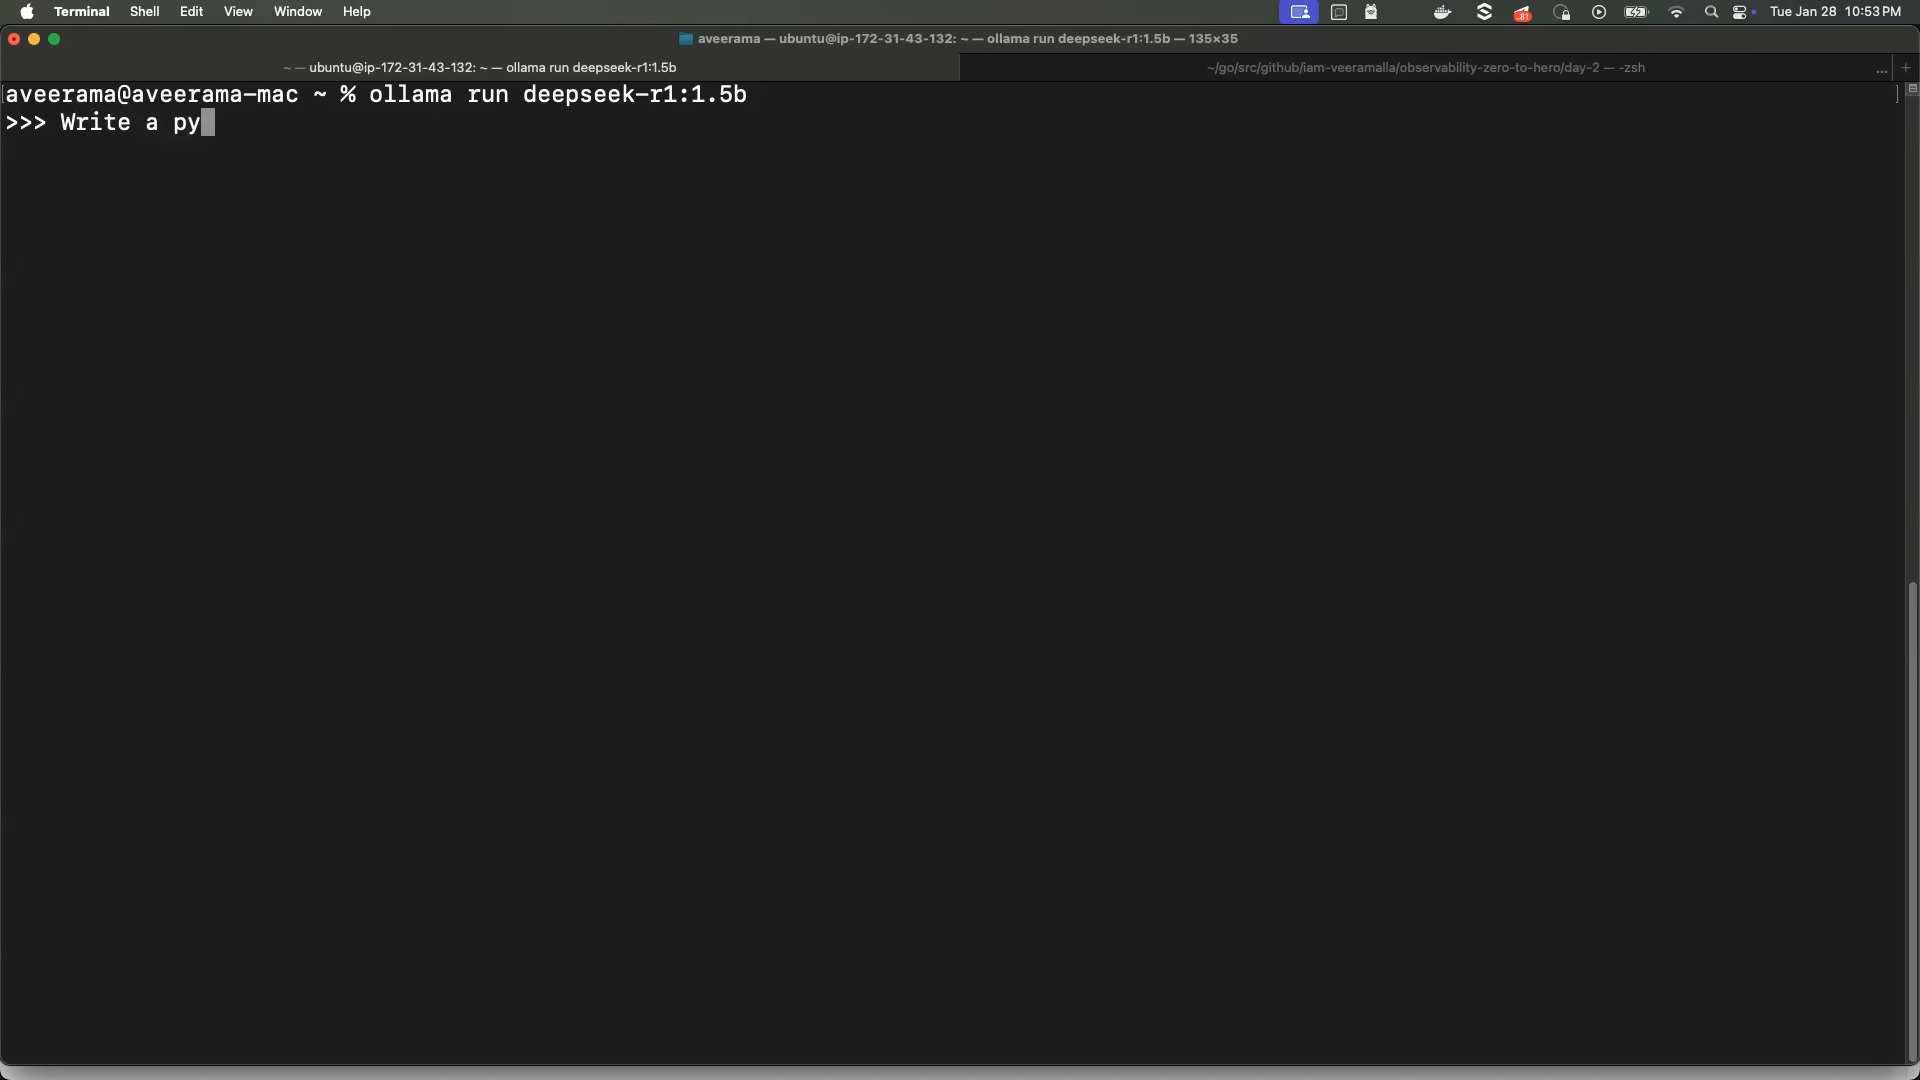 Terminal Shell Edit View Window Help .81 Tue Jan 28 10:53 PM
aveerama — ubuntu@ip-172-31-43-132: ~ — ollama run deepseek-r1:1.5b — 135×35
~ — ubuntu@ip-172-31-43-132: ~ — ollama run deepseek-r1:1.5b ~/go/src/github/iam-veeramalla/observability-zero-to-hero/day-2 — -zsh ... +
[aveerama@aveerama-mac ~ % ollama run deepseek-r1:1.5b ]
>>> Write a py